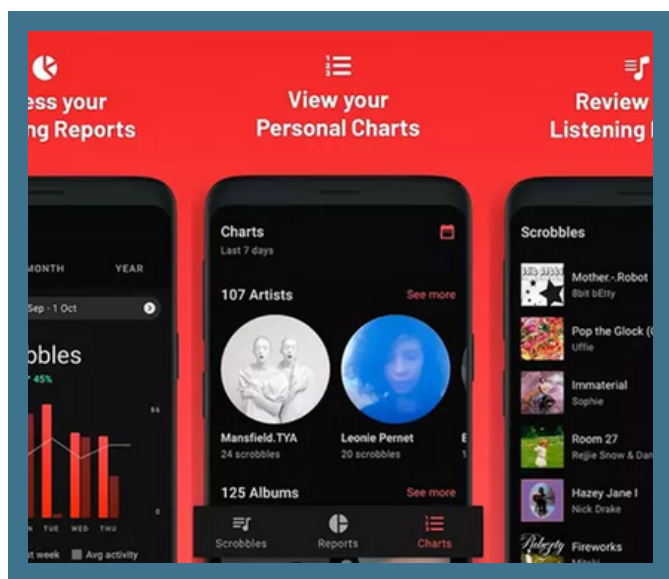 ess your
ng Reports
MONTH YEAR
Sep - 1 Oct
bbles
45%
86
0
TUE WED THU
st week Avg activity
View your
Personal Charts
Charts
Last 7 days
107 Artists See more
Mansfield.TYA
24 scrobbles
Leonie Pernet
20 scrobbles
125 Albums See more
Scrobbles Reports Charts
Review
Listening
Scrobbles
Mother.-.Robot
8bit bEtty
Pop the Glock (
Uffie
Immaterial
Sophie
Room 27
Rejjie Snow & Dan
Hazey Jane I
Nick Drake
Fireworks
Mitski